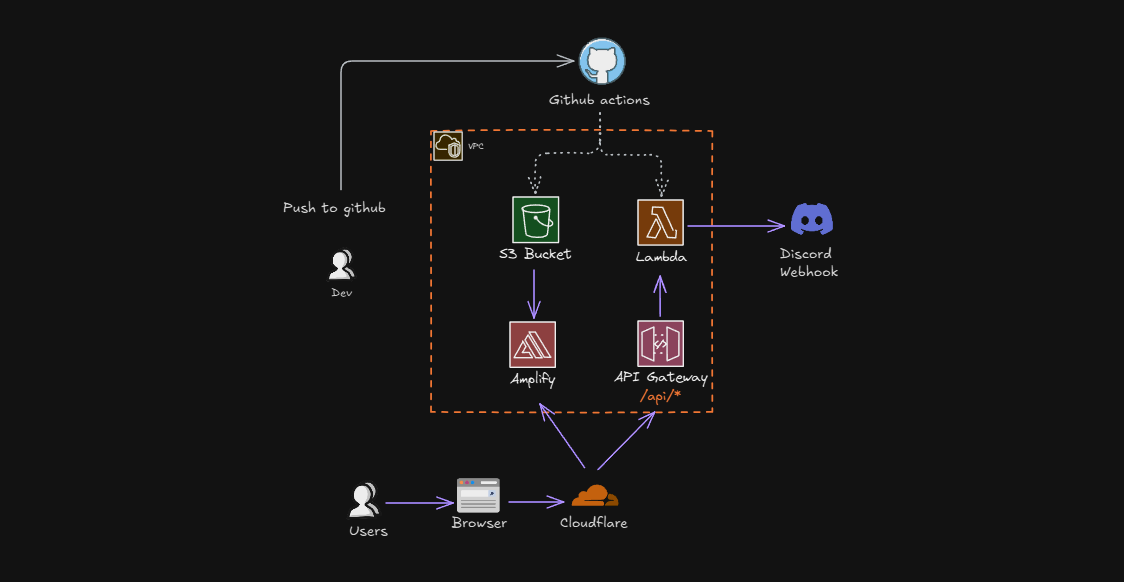 Github actions
VPC
Push to github
Dev
S3 Bucket
Lambda
Discord
Webhook
Amplify
API Gateway
/api/*
Users
Browser
Cloudflare